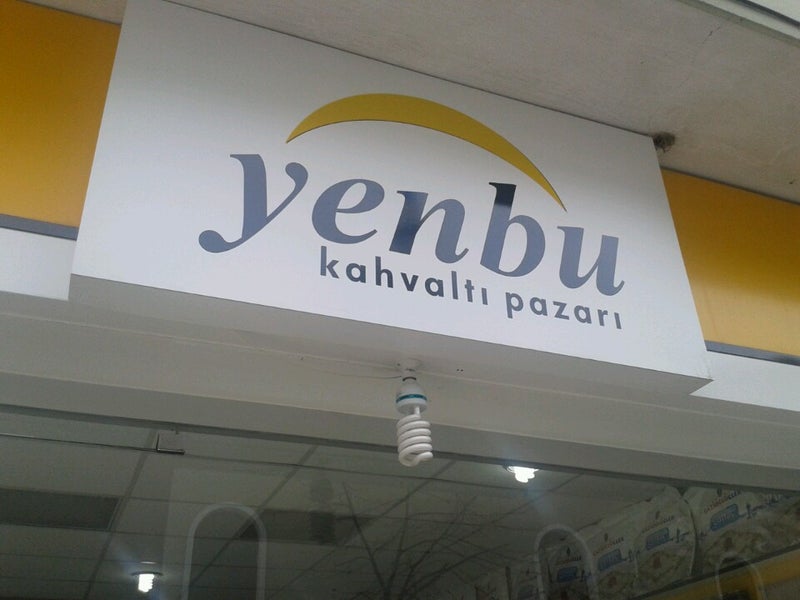 yenbu
kahvaltı pazarı